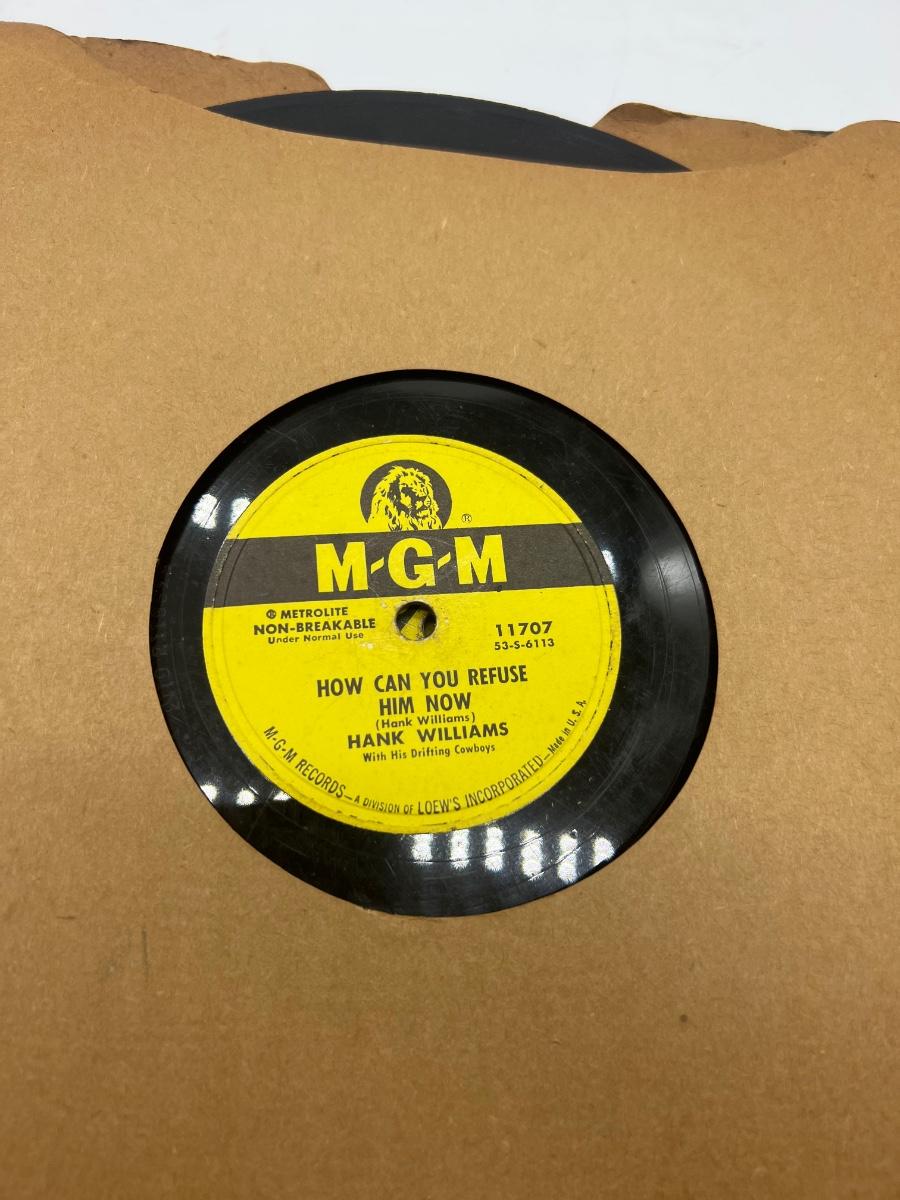 ®
M-G-M
® METROLITE
NON-BREAKABLE
Under Normal Use
11707
53-S-6113
HOW CAN YOU REFUSE
HIM NOW
(Hank Williams)
HANK WILLIAMS
With His Drifting Cowboys
M-G-M RECORDS—A DIVISION OF LOEW'S INCORPORATED—Made in U. S. A.